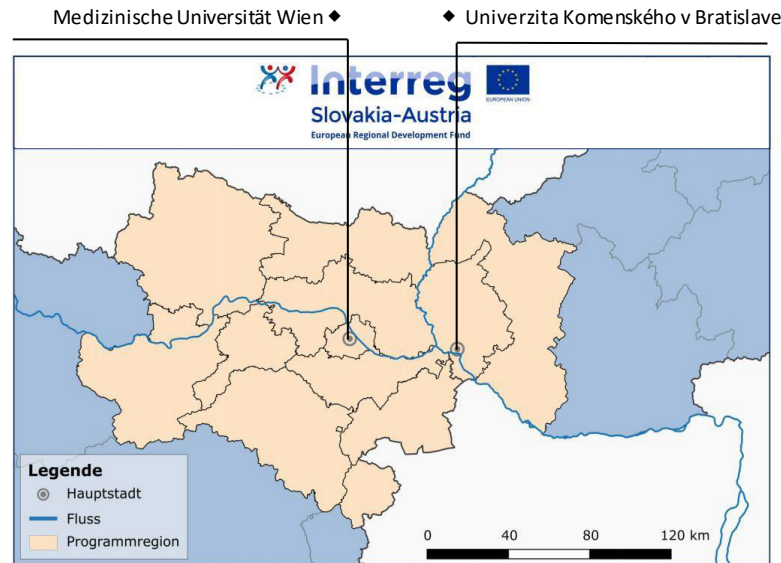 Medizinische Universität Wien ◆
◆ Univerzita Komenského v Bratislave
Interreg
EUROPEAN UNION
Slovakia-Austria
European Regional Development Fund
Legende
Hauptstadt
Fluss
Programmregion
0 40 80 120 km